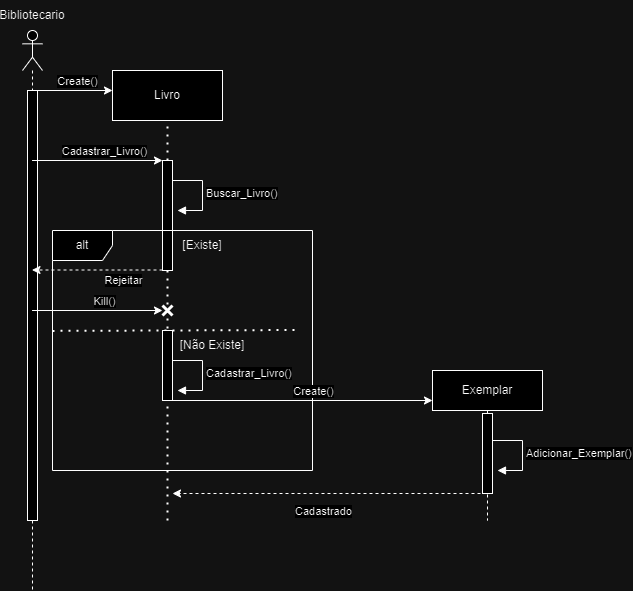 Bibliotecario
Create()
Livro
Cadastrar_Livro()
Buscar_Livro()
alt
[Existe]
Rejeitar
Kill()
[Não Existe]
Cadastrar_Livro()
Create()
Exemplar
Adicionar_Exemplar()
Cadastrado